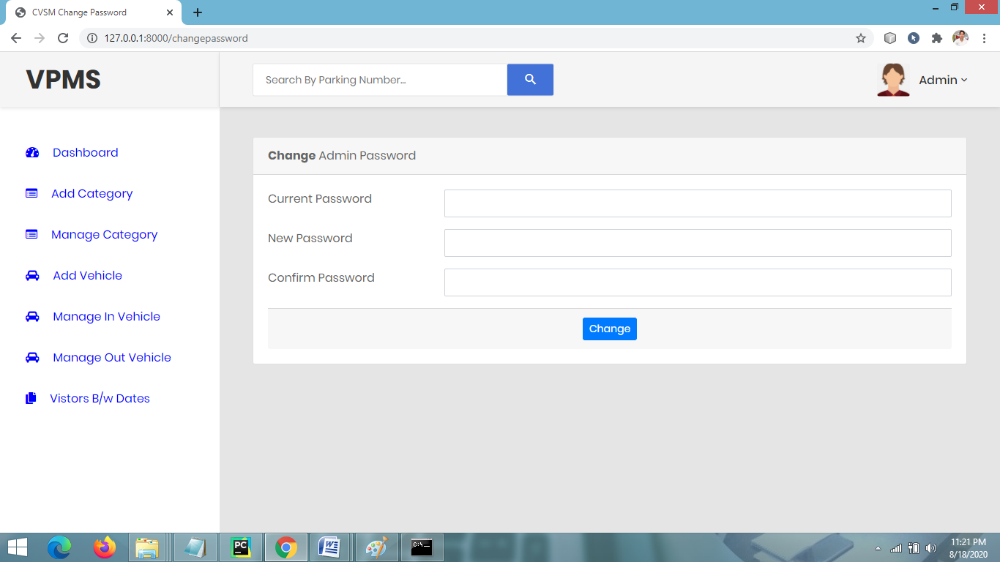 CVSM Change Password
127.0.0.1:8000/changepassword
VPMS
Search By Parking Number...
Admin
Dashboard
Add Category
Manage Category
Add Vehicle
Manage In Vehicle
Manage Out Vehicle
Vistors B/w Dates
Change Admin Password
Current Password
New Password
Confirm Password
Change
PC
W
C:\.
11:21 PM
8/18/2020